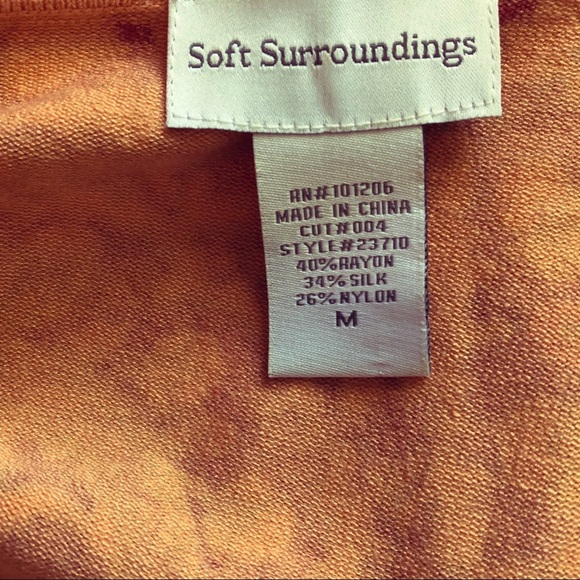 Soft Surroundings
RN#101206
MADE IN CHINA
CUT#004
STYLE#23710
40%RAYON
34%SILK
26%NYLON
M